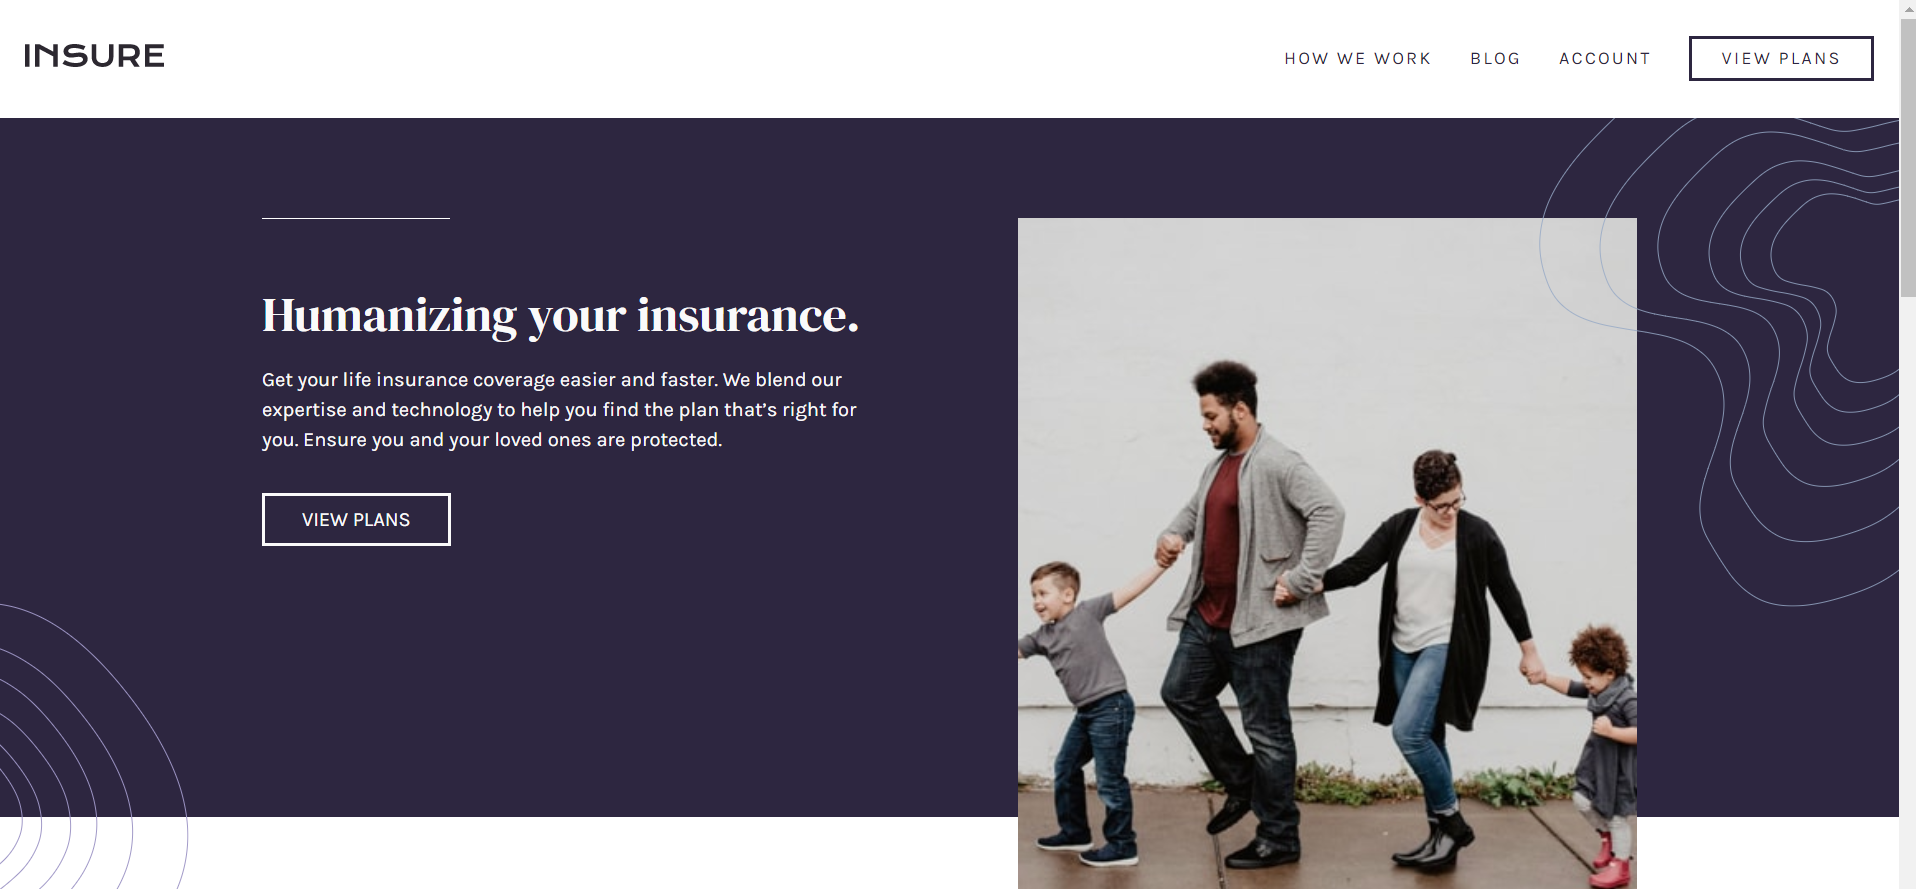 INSURE
HOW WE WORK
BLOG
ACCOUNT
VIEW PLANS
Humanizing your insurance.
Get your life insurance coverage easier and faster. We blend our
expertise and technology to help you find the plan that’s right for
you. Ensure you and your loved ones are protected.
VIEW PLANS